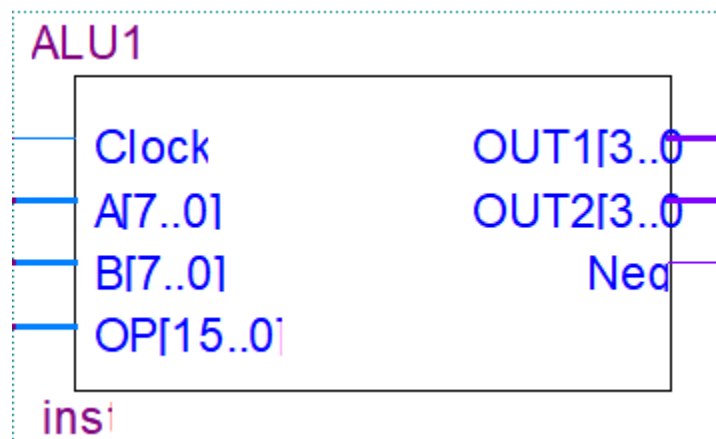 ALU1
Clock
A[7..0]
B[7..0]
OP[15..0]
OUT1[3..0
OUT2[3..0
Neg
inst